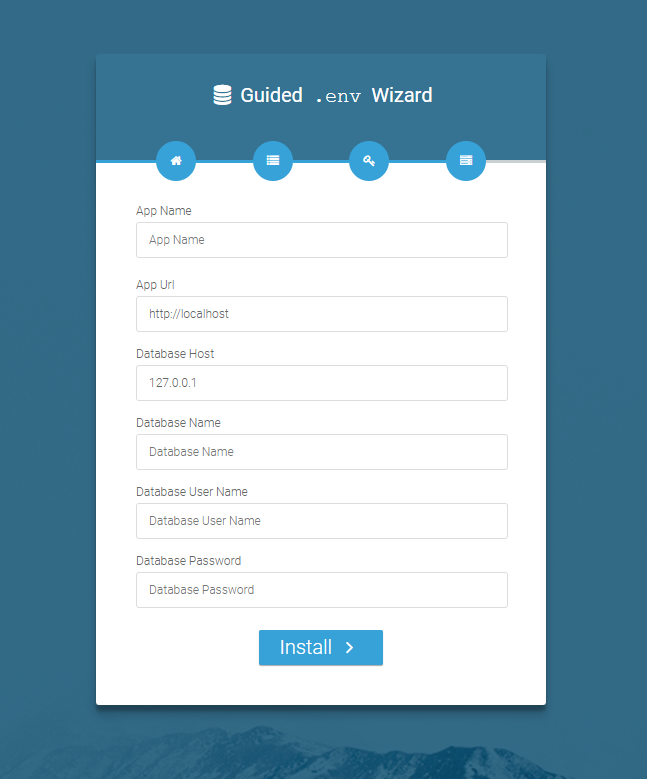 Guided .env Wizard
App Name
App Name
App Url
http://localhost
Database Host
127.0.0.1
Database Name
Database Name
Database User Name
Database User Name
Database Password
Database Password
Install